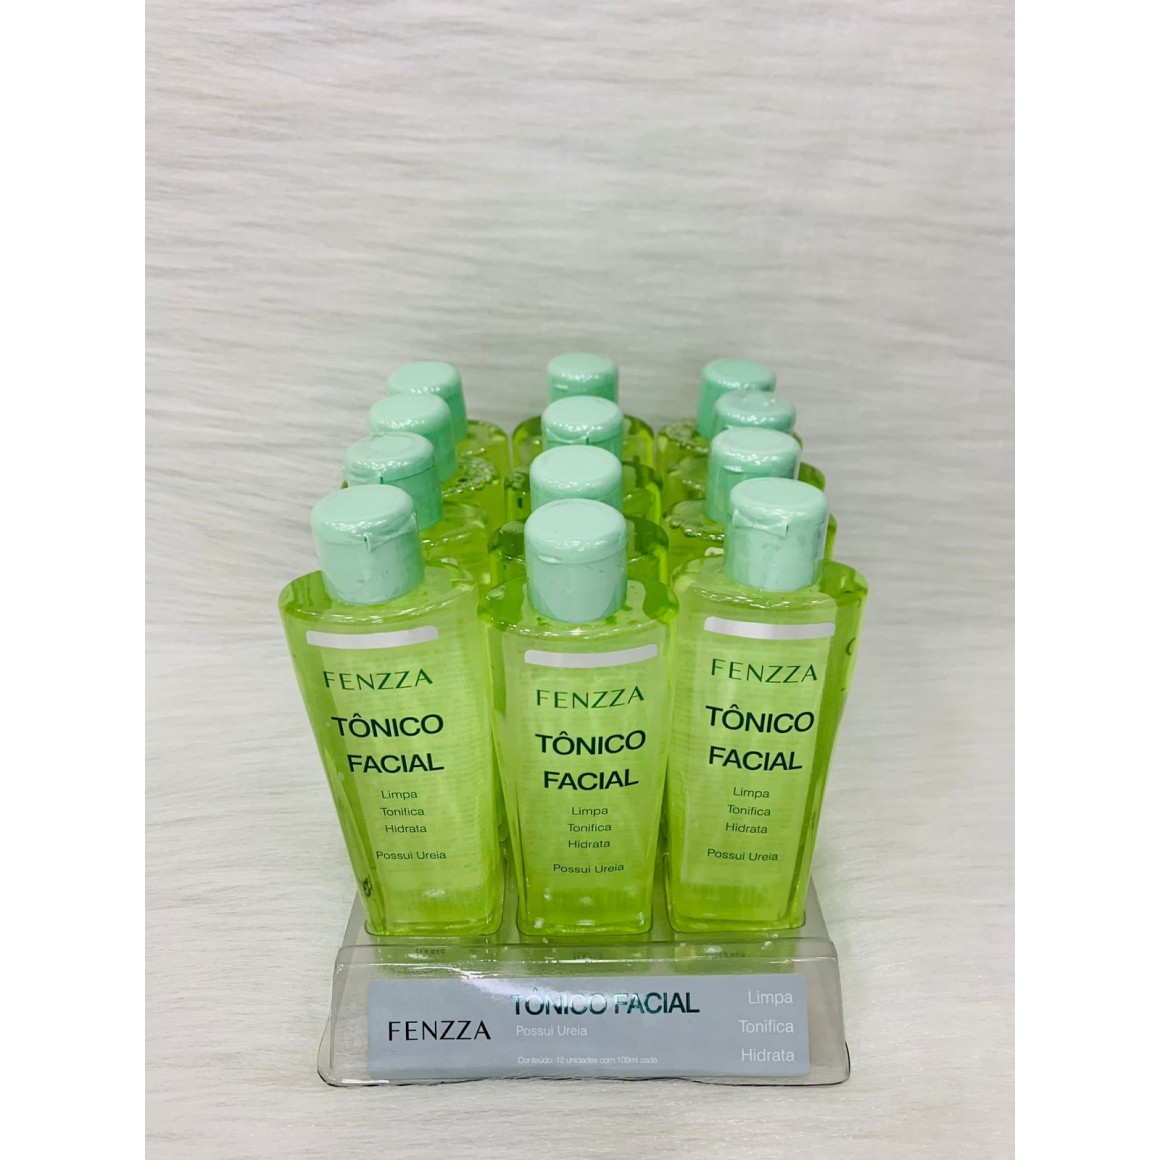 FENZZA
TÔNICO
FACIAL
Limpa
Tonifica
Hidrata
Possui Ureia
FENZZA
TÔNICO
FACIAL
Limpa
Tonifica
Hidrata
Possui Ureia
FENZZA
TÔNICO
FACIAL
Limpa
Tonifica
Hidrata
Possui Ureia
FENZZA
TÔNICO FACIAL
Possui Ureia
Conteúdo: 12 unidades com 100ml cada
Limpa
Tonifica
Hidrata